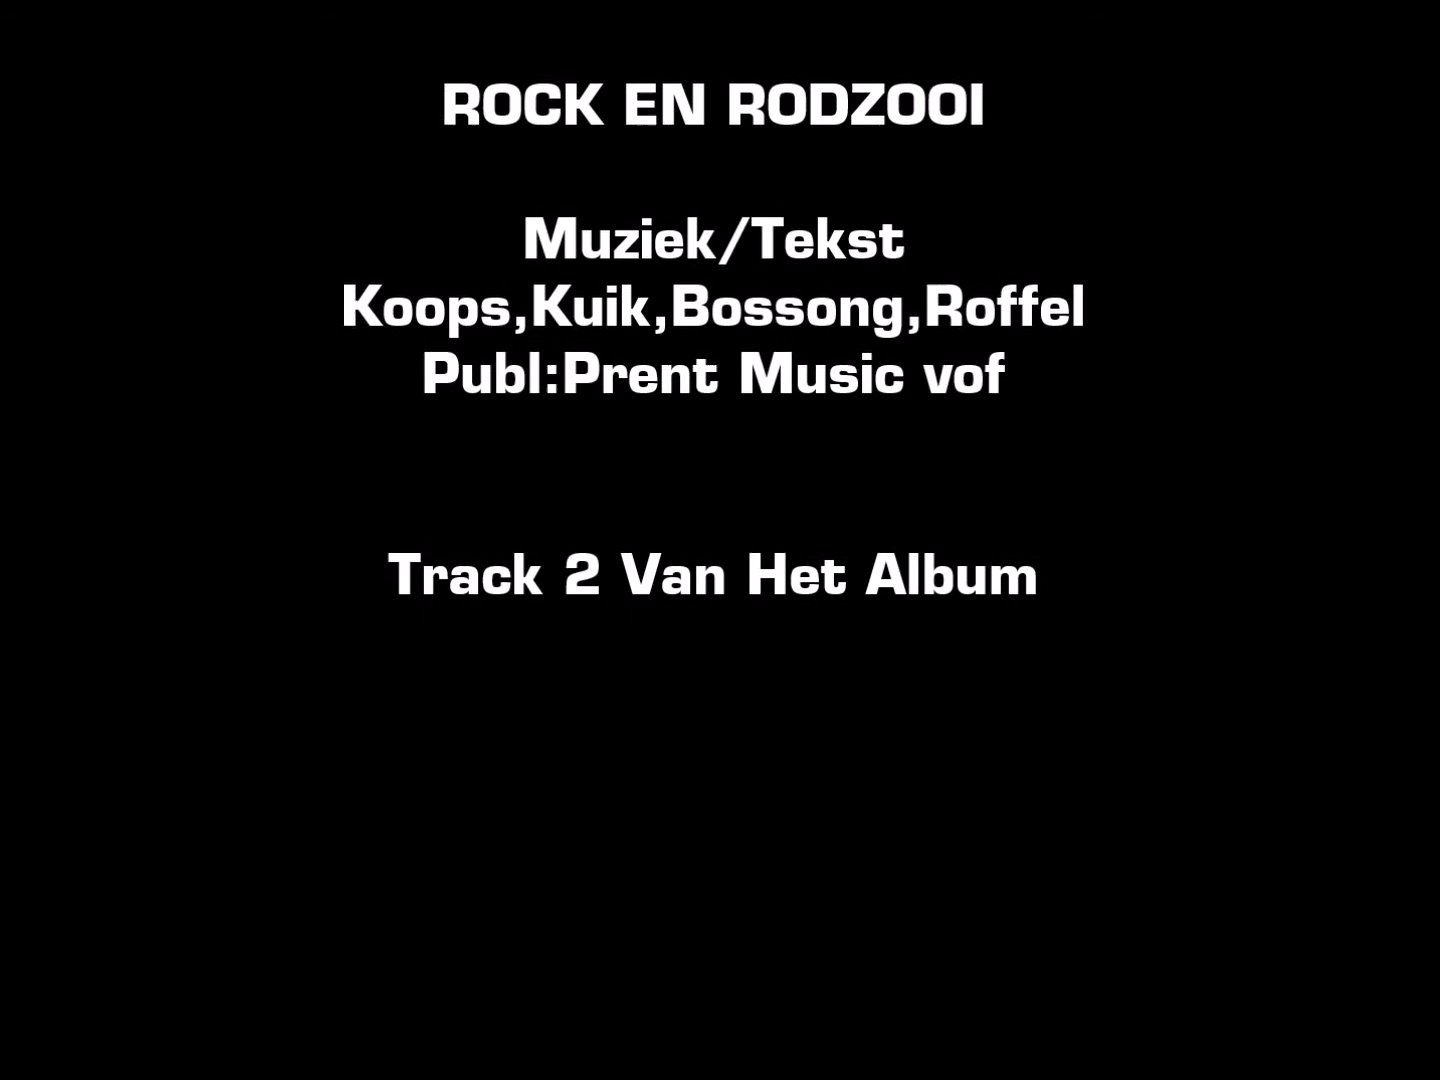 ROCK EN RODZOOI
Muziek/Tekst
Koops,Kuik,Bossong,Roffel
Publ:Prent Music vof
Track 2 Van Het Album